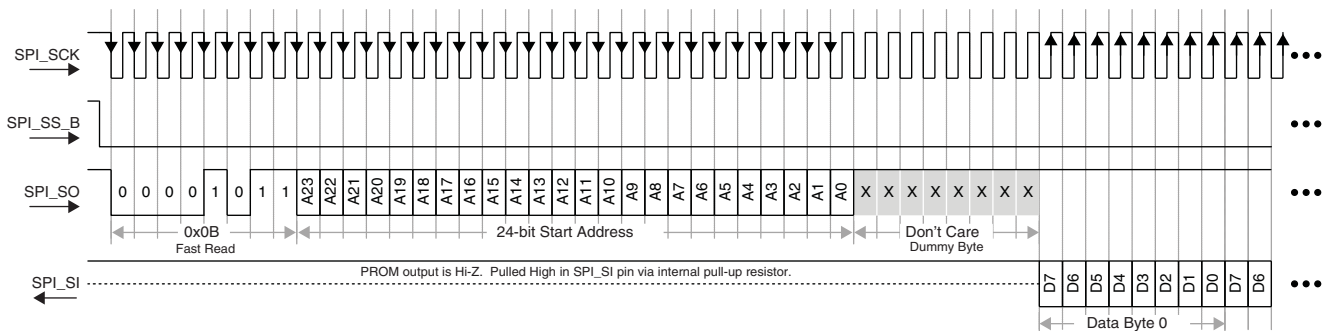 SPI_SCK
SPI_SS_B
SPI_SO
0 0 0 0 1 0 1 1 A23 A22 A21 A20 A19 A18 A17 A16 A15 A14 A13 A12 A11 A10 A9 A8 A7 A6 A5 A4 A3 A2 A1 A0 X X X X X X X X
0x0B 24-bit Start Address Don't Care
Fast Read Dummy Byte
PROM output is Hi-Z. Pulled High in SPI_SI pin via internal pull-up resistor.
SPI_SI
D7 D6 D5 D4 D3 D2 D1 D0 D7 D6
Data Byte 0